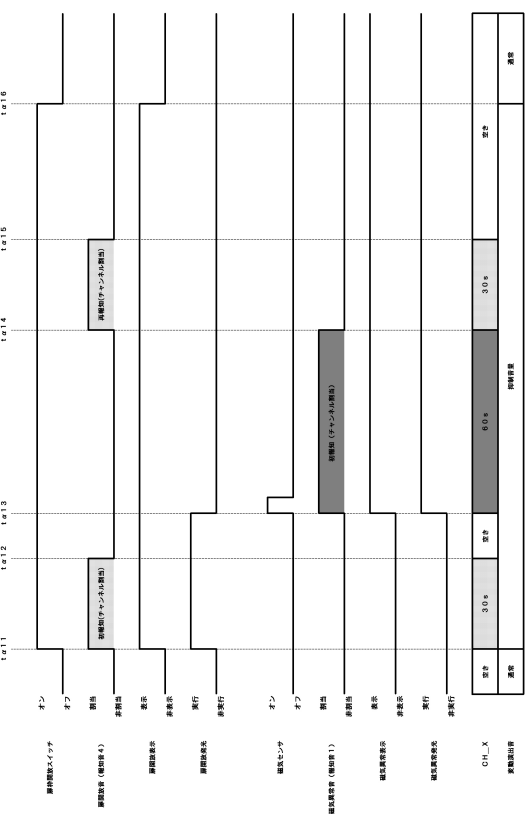 tα11
tα12
tα13
tα14
tα15
tα16
扉枠開放スイッチ
オン
オフ
扉開放音(報知音4)
割当
非割当
初報知(チャンネル割当)
再報知(チャンネル割当)
扉開放表示
表示
非表示
扉開放発光
実行
非実行
磁気センサ
オン
オフ
磁気異常音(報知音1)
割当
非割当
初報知(チャンネル割当)
磁気異常表示
表示
非表示
磁気異常発光
実行
非実行
CH_X
空き
30s
空き
60s
30s
空き
変動演出音
通常
抑制音量
通常